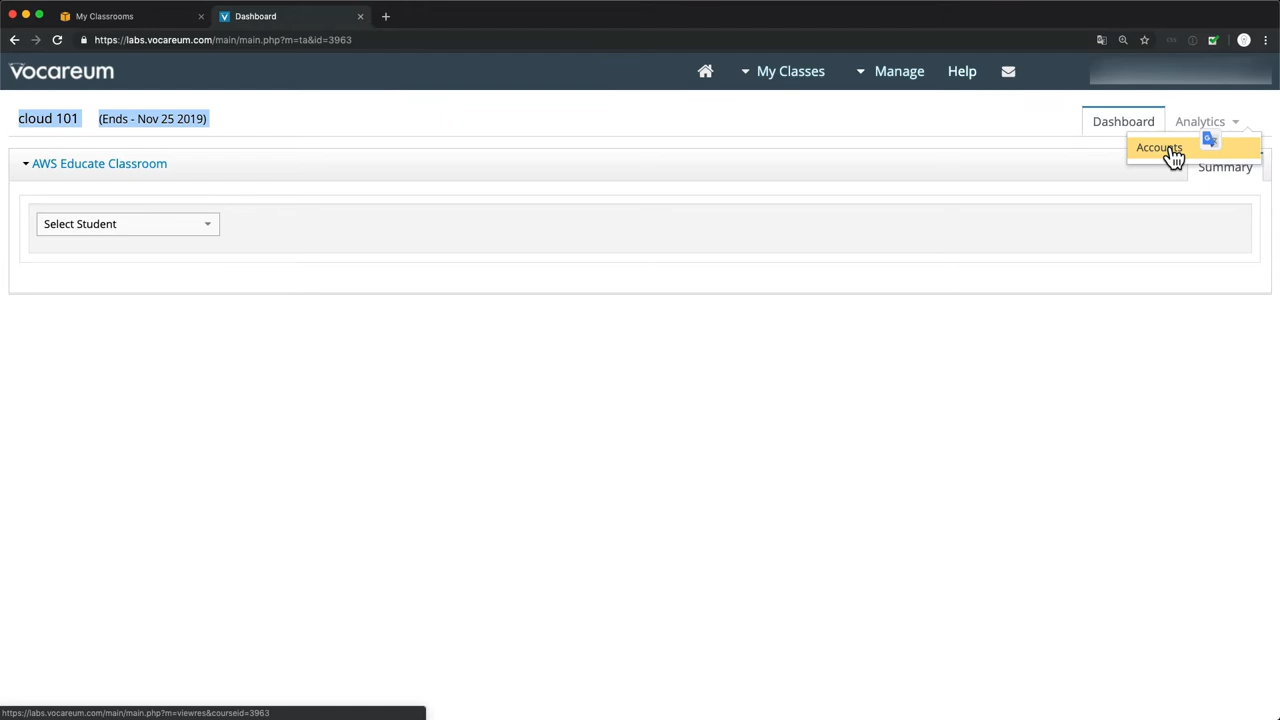 My Classrooms
Dashboard
https://labs.vocareum.com/main/main.php?m=ta&id=3963
Vocareum
My Classes
Manage
Help
cloud 101 (Ends - Nov 25 2019)
Dashboard
Analytics
Accounts
AWS Educate Classroom
Summary
Select Student
https://labs.vocareum.com/main/main.php?m=viewres&courseid=3963